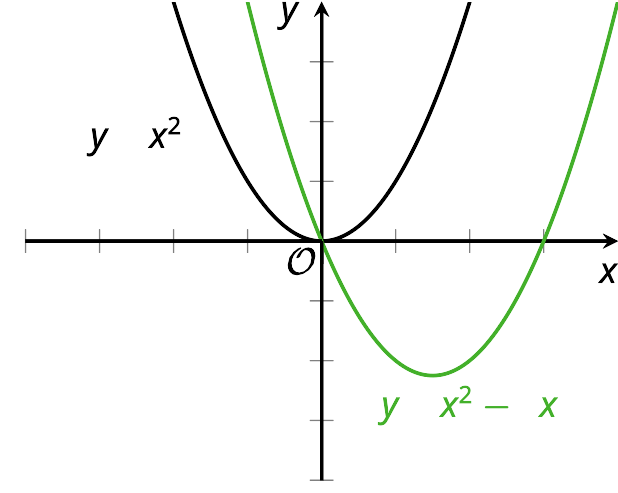 y
y x²
O
x
y x² − x